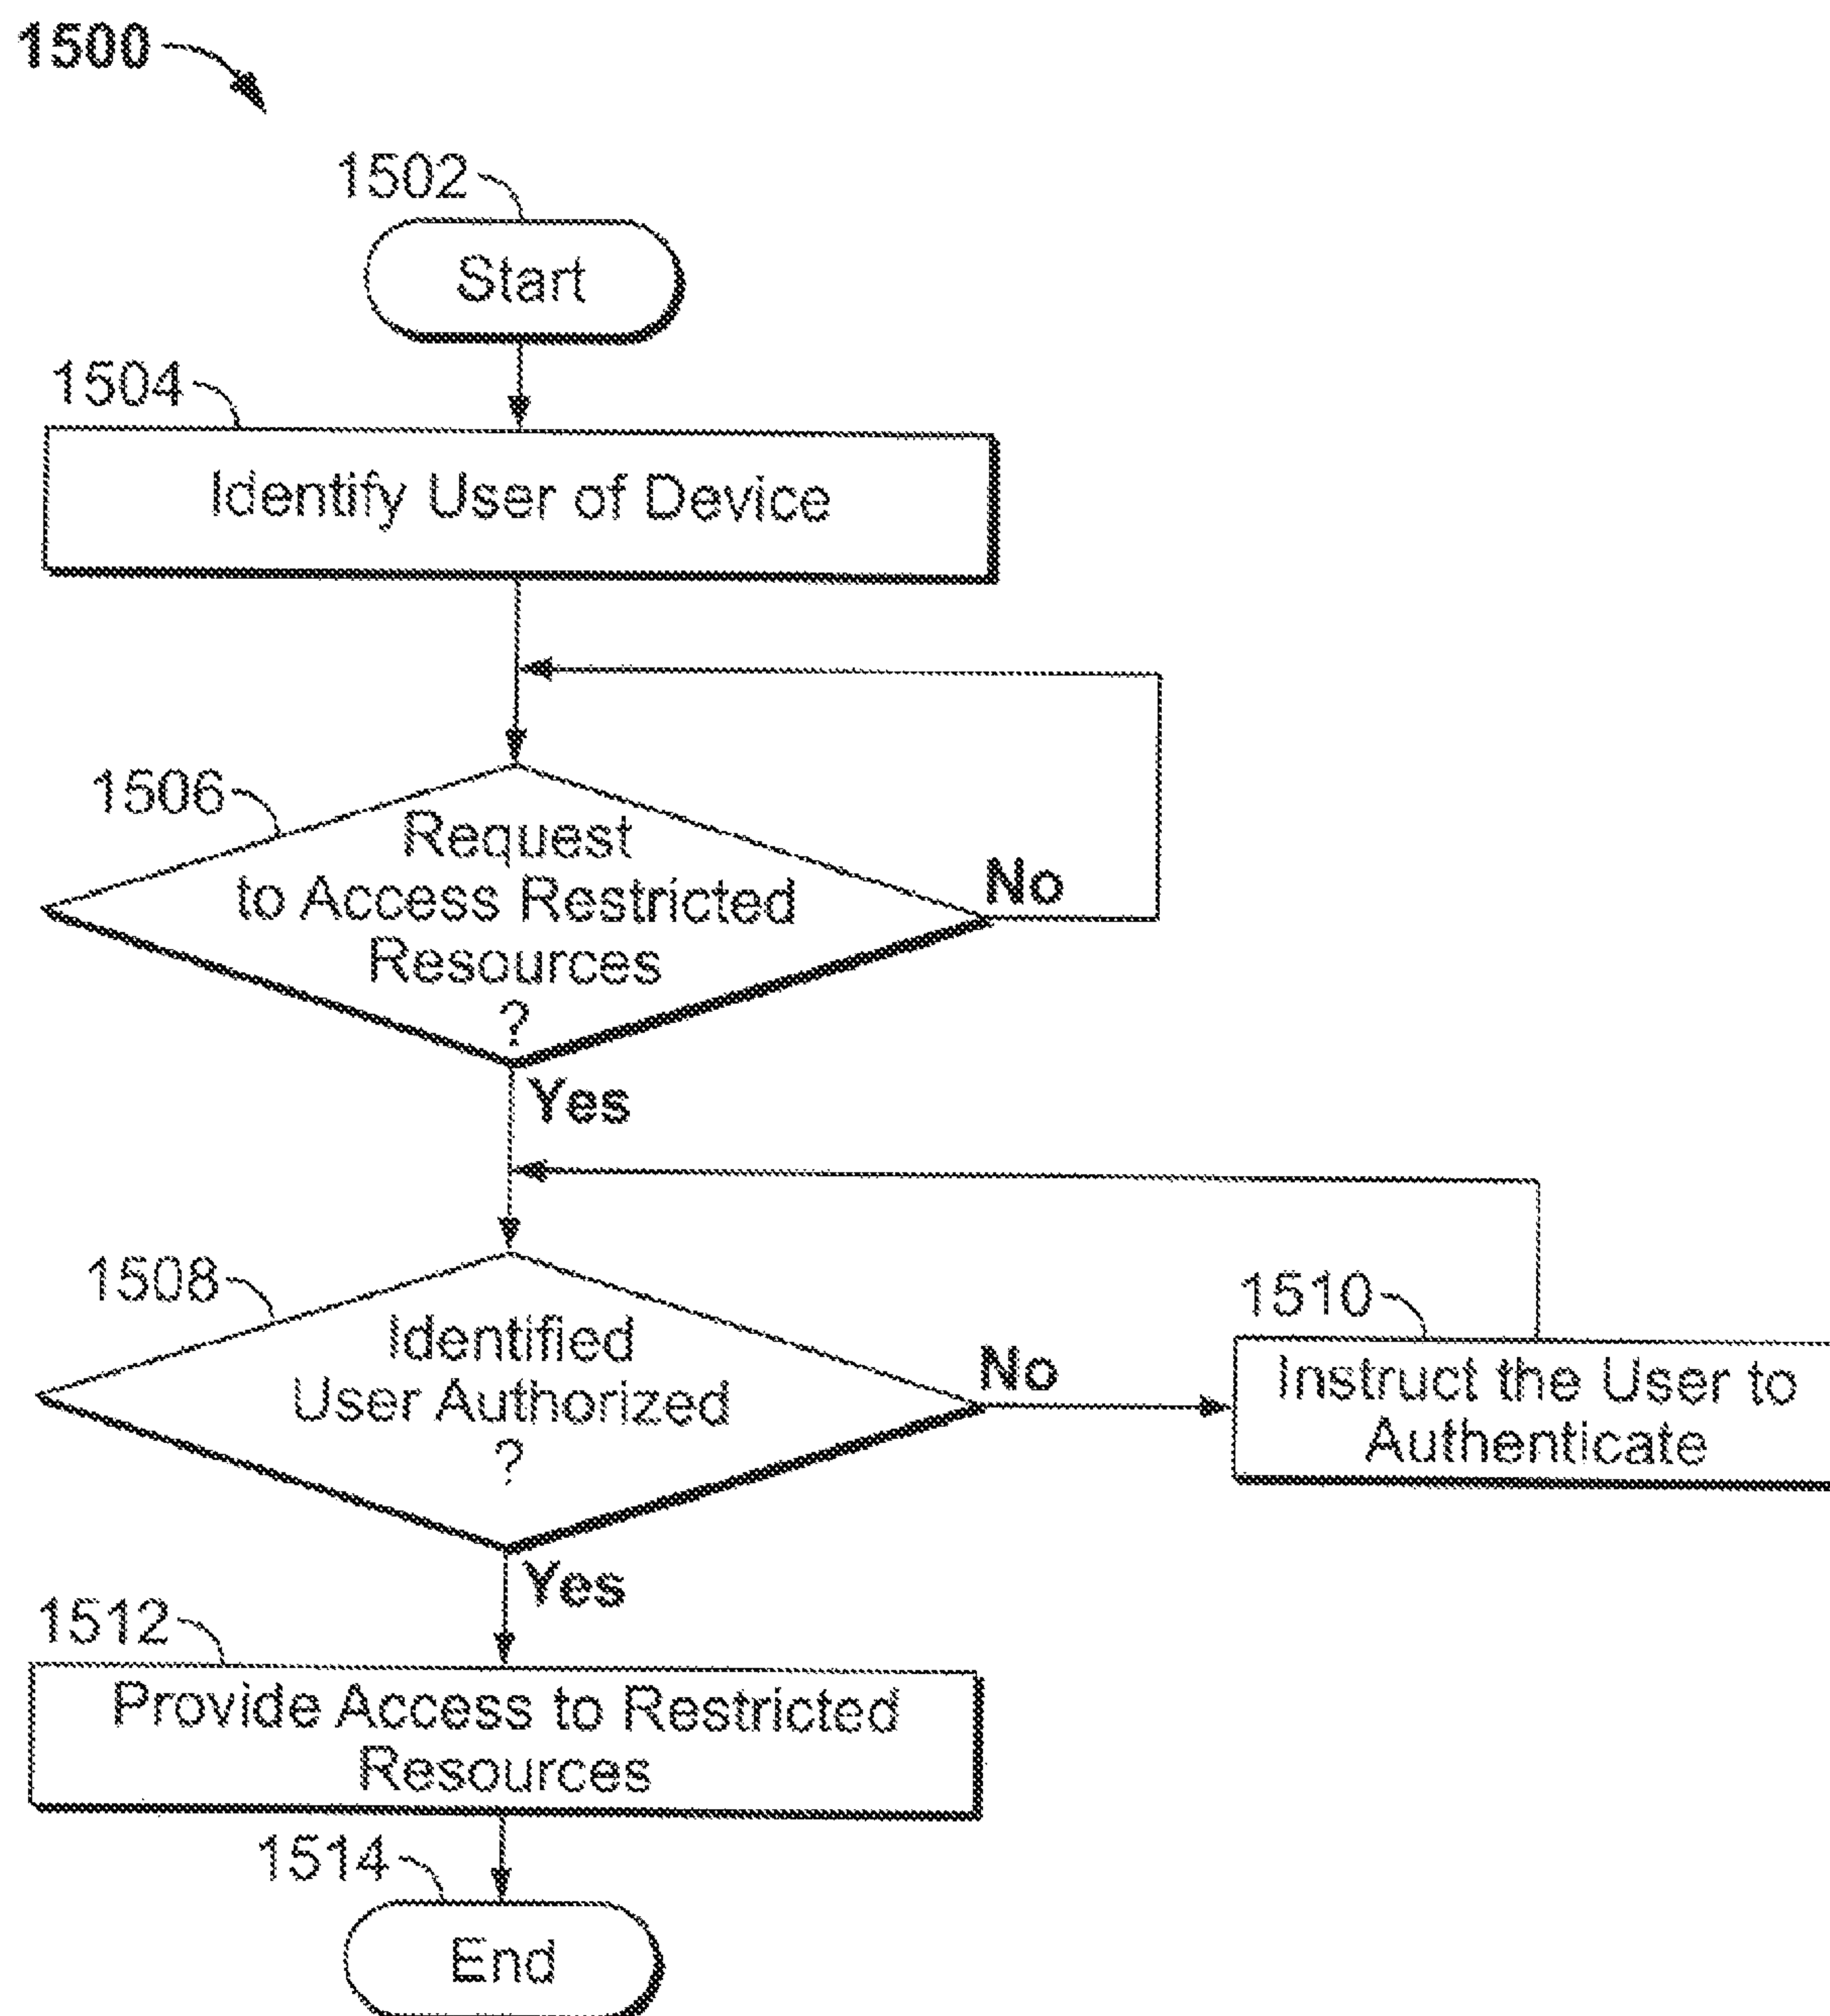 1500
1502
Start
1504
Identify User of Device
1506
Request
to Access Restricted
Resources
?
No
Yes
1508
Identified
User Authorized
?
No
1510
Instruct the User to
Authenticate
Yes
1512
Provide Access to Restricted
Resources
1514
End